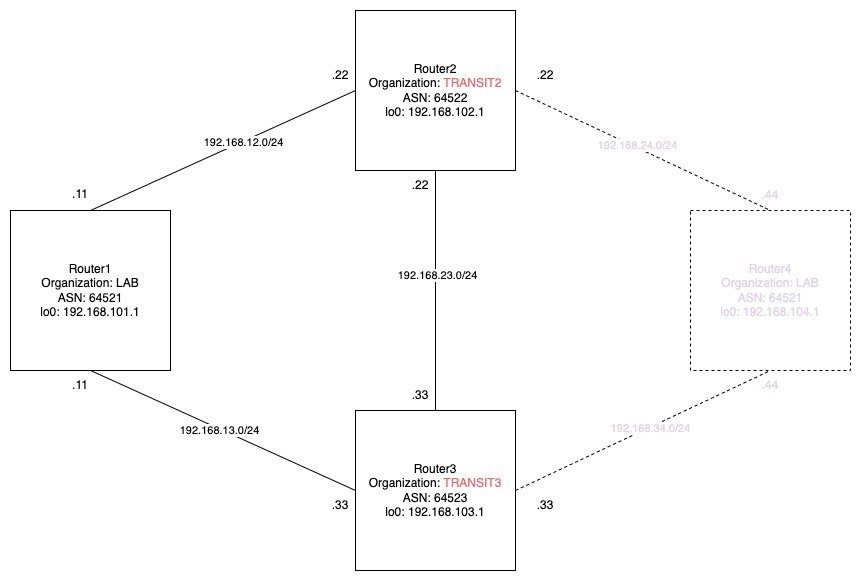 Router2
Organization: TRANSIT2
ASN: 64522
lo0: 192.168.102.1
.22
.22
192.168.12.0/24
192.168.24.0/24
.22
.11
.44
Router1
Organization: LAB
ASN: 64521
lo0: 192.168.101.1
192.168.23.0/24
Router4
Organization: LAB
ASN: 64521
lo0: 192.168.104.1
.11
.33
.44
192.168.13.0/24
192.168.34.0/24
Router3
Organization: TRANSIT3
ASN: 64523
lo0: 192.168.103.1
.33
.33